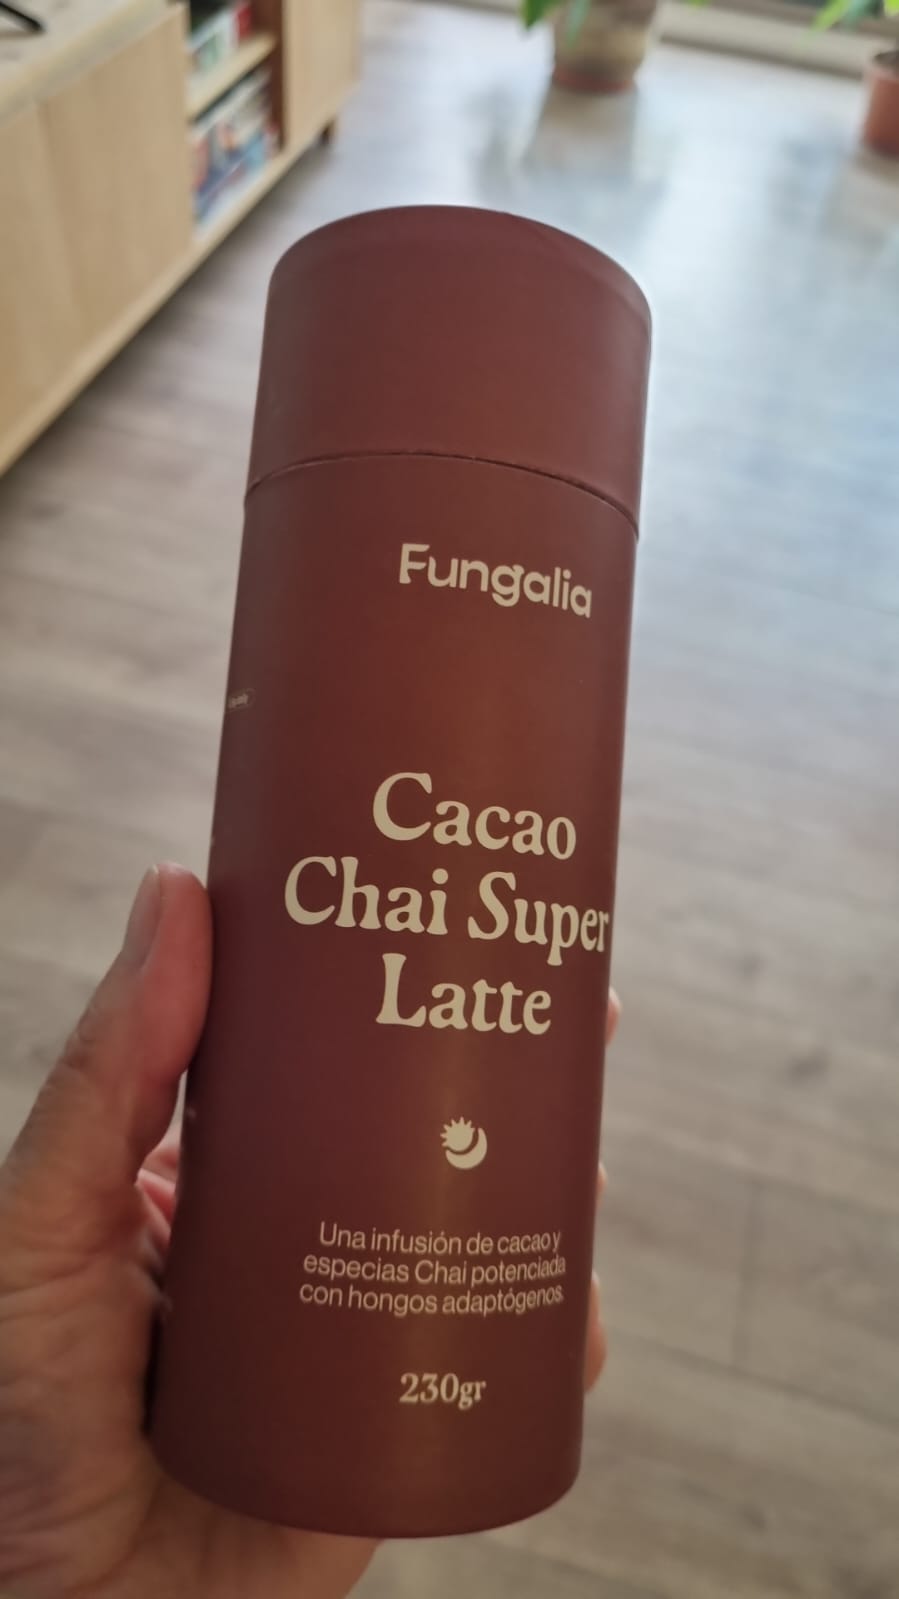 Fungalia
Cacao
Chai Super
Latte
Una infusión de cacao y
especias Chai potenciada
con hongos adaptógenos.
230gr